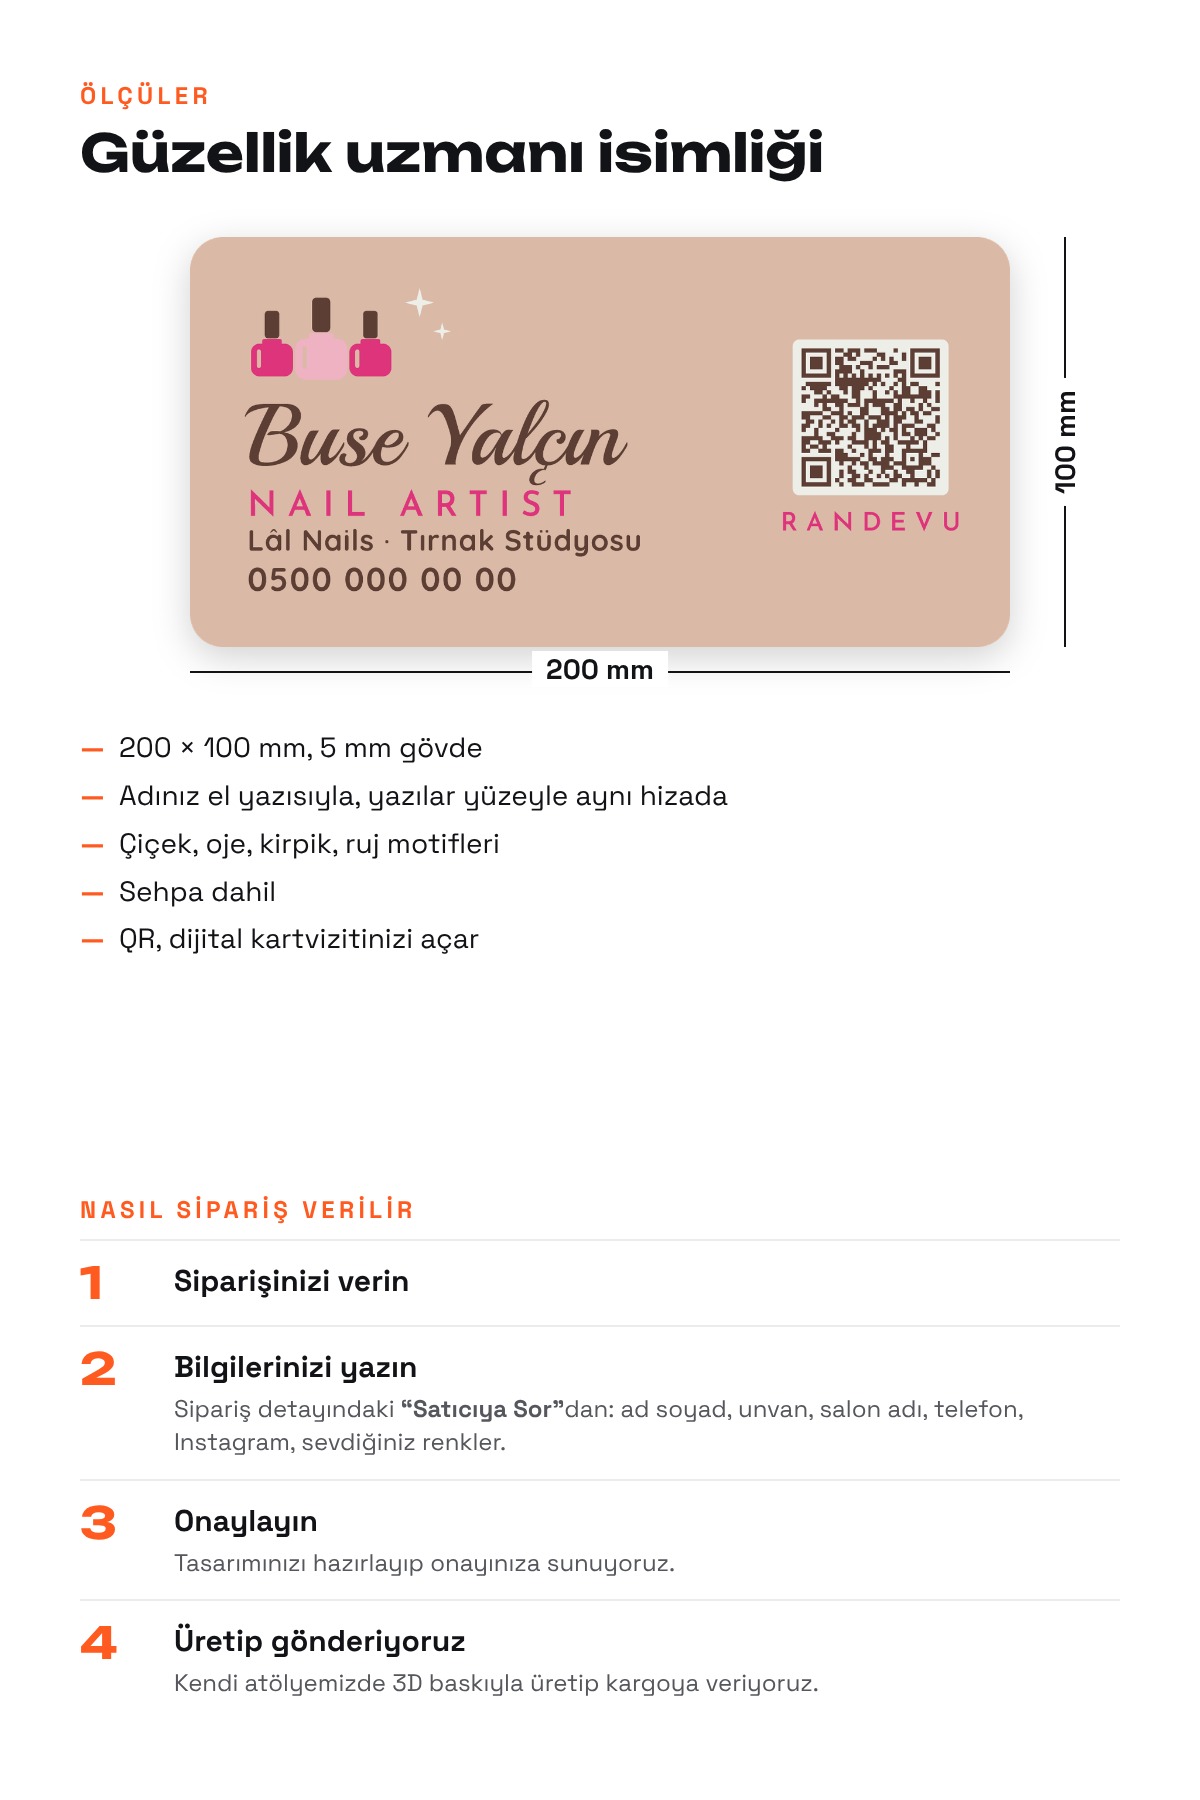 ÖLÇÜLER
Güzellik uzmanı isimliği
Buse Yalçın
NAIL ARTIST
Lâl Nails · Tırnak Stüdyosu
0500 000 00 00
RANDEVU
100 mm
200 mm
— 200 × 100 mm, 5 mm gövde
— Adınız el yazısıyla, yazılar yüzeyle aynı hizada
— Çiçek, oje, kirpik, ruj motifleri
— Sehpa dahil
— QR, dijital kartvizitinizi açar
NASIL SİPARİŞ VERİLİR
1 Siparişinizi verin
2 Bilgilerinizi yazın
Sipariş detayındaki “Satıcıya Sor”dan: ad soyad, unvan, salon adı, telefon,
Instagram, sevdiğiniz renkler.
3 Onaylayın
Tasarımınızı hazırlayıp onayınıza sunuyoruz.
4 Üretip gönderiyoruz
Kendi atölyemizde 3D baskıyla üretip kargoya veriyoruz.